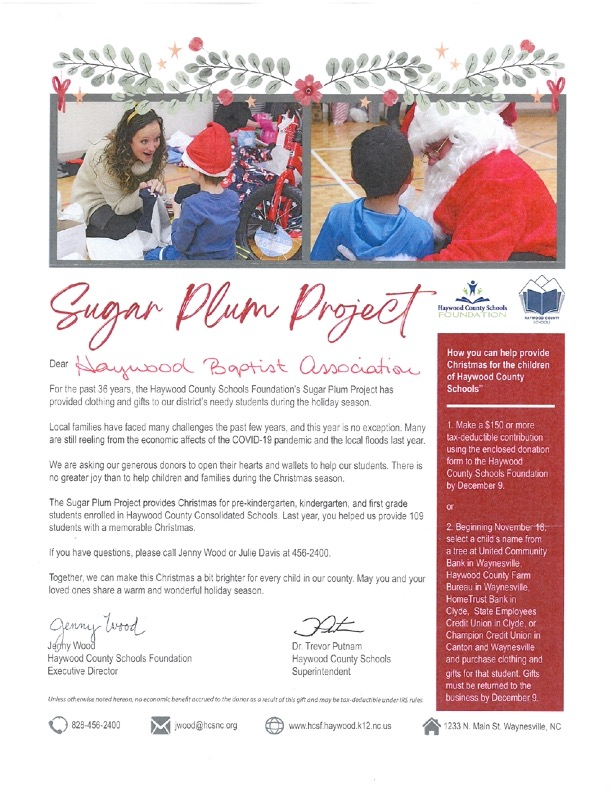 Sugar Plum Project
Haywood County Schools
FOUNDATION
HAYWOOD COUNTY
SCHOOLS
Dear Haywood Baptist Association
For the past 36 years, the Haywood County Schools Foundation's Sugar Plum Project has
provided clothing and gifts to our district's needy students during the holiday season.
Local families have faced many challenges the past few years, and this year is no exception. Many
are still reeling from the economic affects of the COVID-19 pandemic and the local floods last year.
We are asking our generous donors to open their hearts and wallets to help our students. There is
no greater joy than to help children and families during the Christmas season.
The Sugar Plum Project provides Christmas for pre-kindergarten, kindergarten, and first grade
students enrolled in Haywood County Consolidated Schools. Last year, you helped us provide 109
students with a memorable Christmas.
If you have questions, please call Jenny Wood or Julie Davis at 456-2400.
Together, we can make this Christmas a bit brighter for every child in our county. May you and your
loved ones share a warm and wonderful holiday season.
Jenny Wood
Jenny Wood
Haywood County Schools Foundation
Executive Director
Dr. Trevor Putnam
Haywood County Schools
Superintendent
How you can help provide
Christmas for the children
of Haywood County
Schools"
1. Make a $150 or more
tax-deductible contribution
using the enclosed donation
form to the Haywood
County Schools Foundation
by December 9.
or
2. Beginning November 16,
select a child's name from
a tree at United Community
Bank in Waynesville,
Haywood County Farm
Bureau in Waynesville,
HomeTrust Bank in
Clyde, State Employees
Credit Union in Clyde, or
Champion Credit Union in
Canton and Waynesville
and purchase clothing and
gifts for that student. Gifts
must be returned to the
business by December 9.
Unless otherwise noted hereon, no economic benefit accrued to the donor as a result of this gift and may be tax-deductible under IRS rules
828-456-2400
jwood@hcsnc.org
www.hcsf.haywood.k12.nc.us
1233 N. Main St. Waynesville, NC